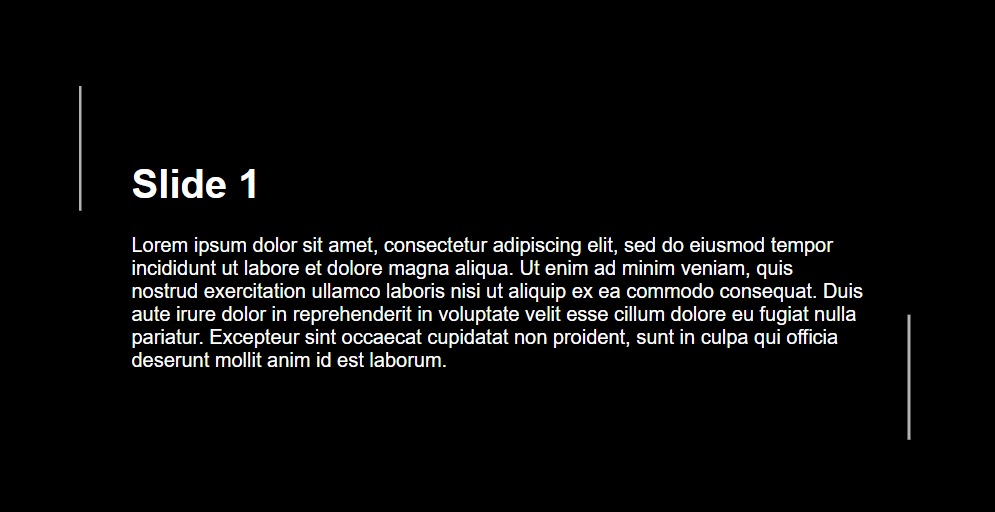 Slide 1
Lorem ipsum dolor sit amet, consectetur adipiscing elit, sed do eiusmod tempor
incididunt ut labore et dolore magna aliqua. Ut enim ad minim veniam, quis
nostrud exercitation ullamco laboris nisi ut aliquip ex ea commodo consequat. Duis
aute irure dolor in reprehenderit in voluptate velit esse cillum dolore eu fugiat nulla
pariatur. Excepteur sint occaecat cupidatat non proident, sunt in culpa qui officia
deserunt mollit anim id est laborum.